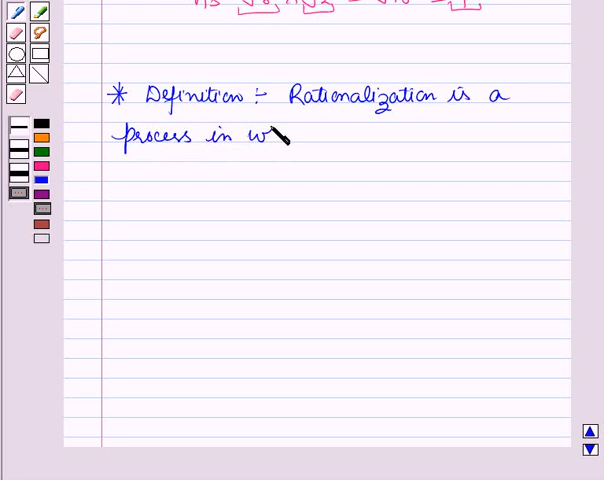 * Definition :- Rationalization is a
process in w